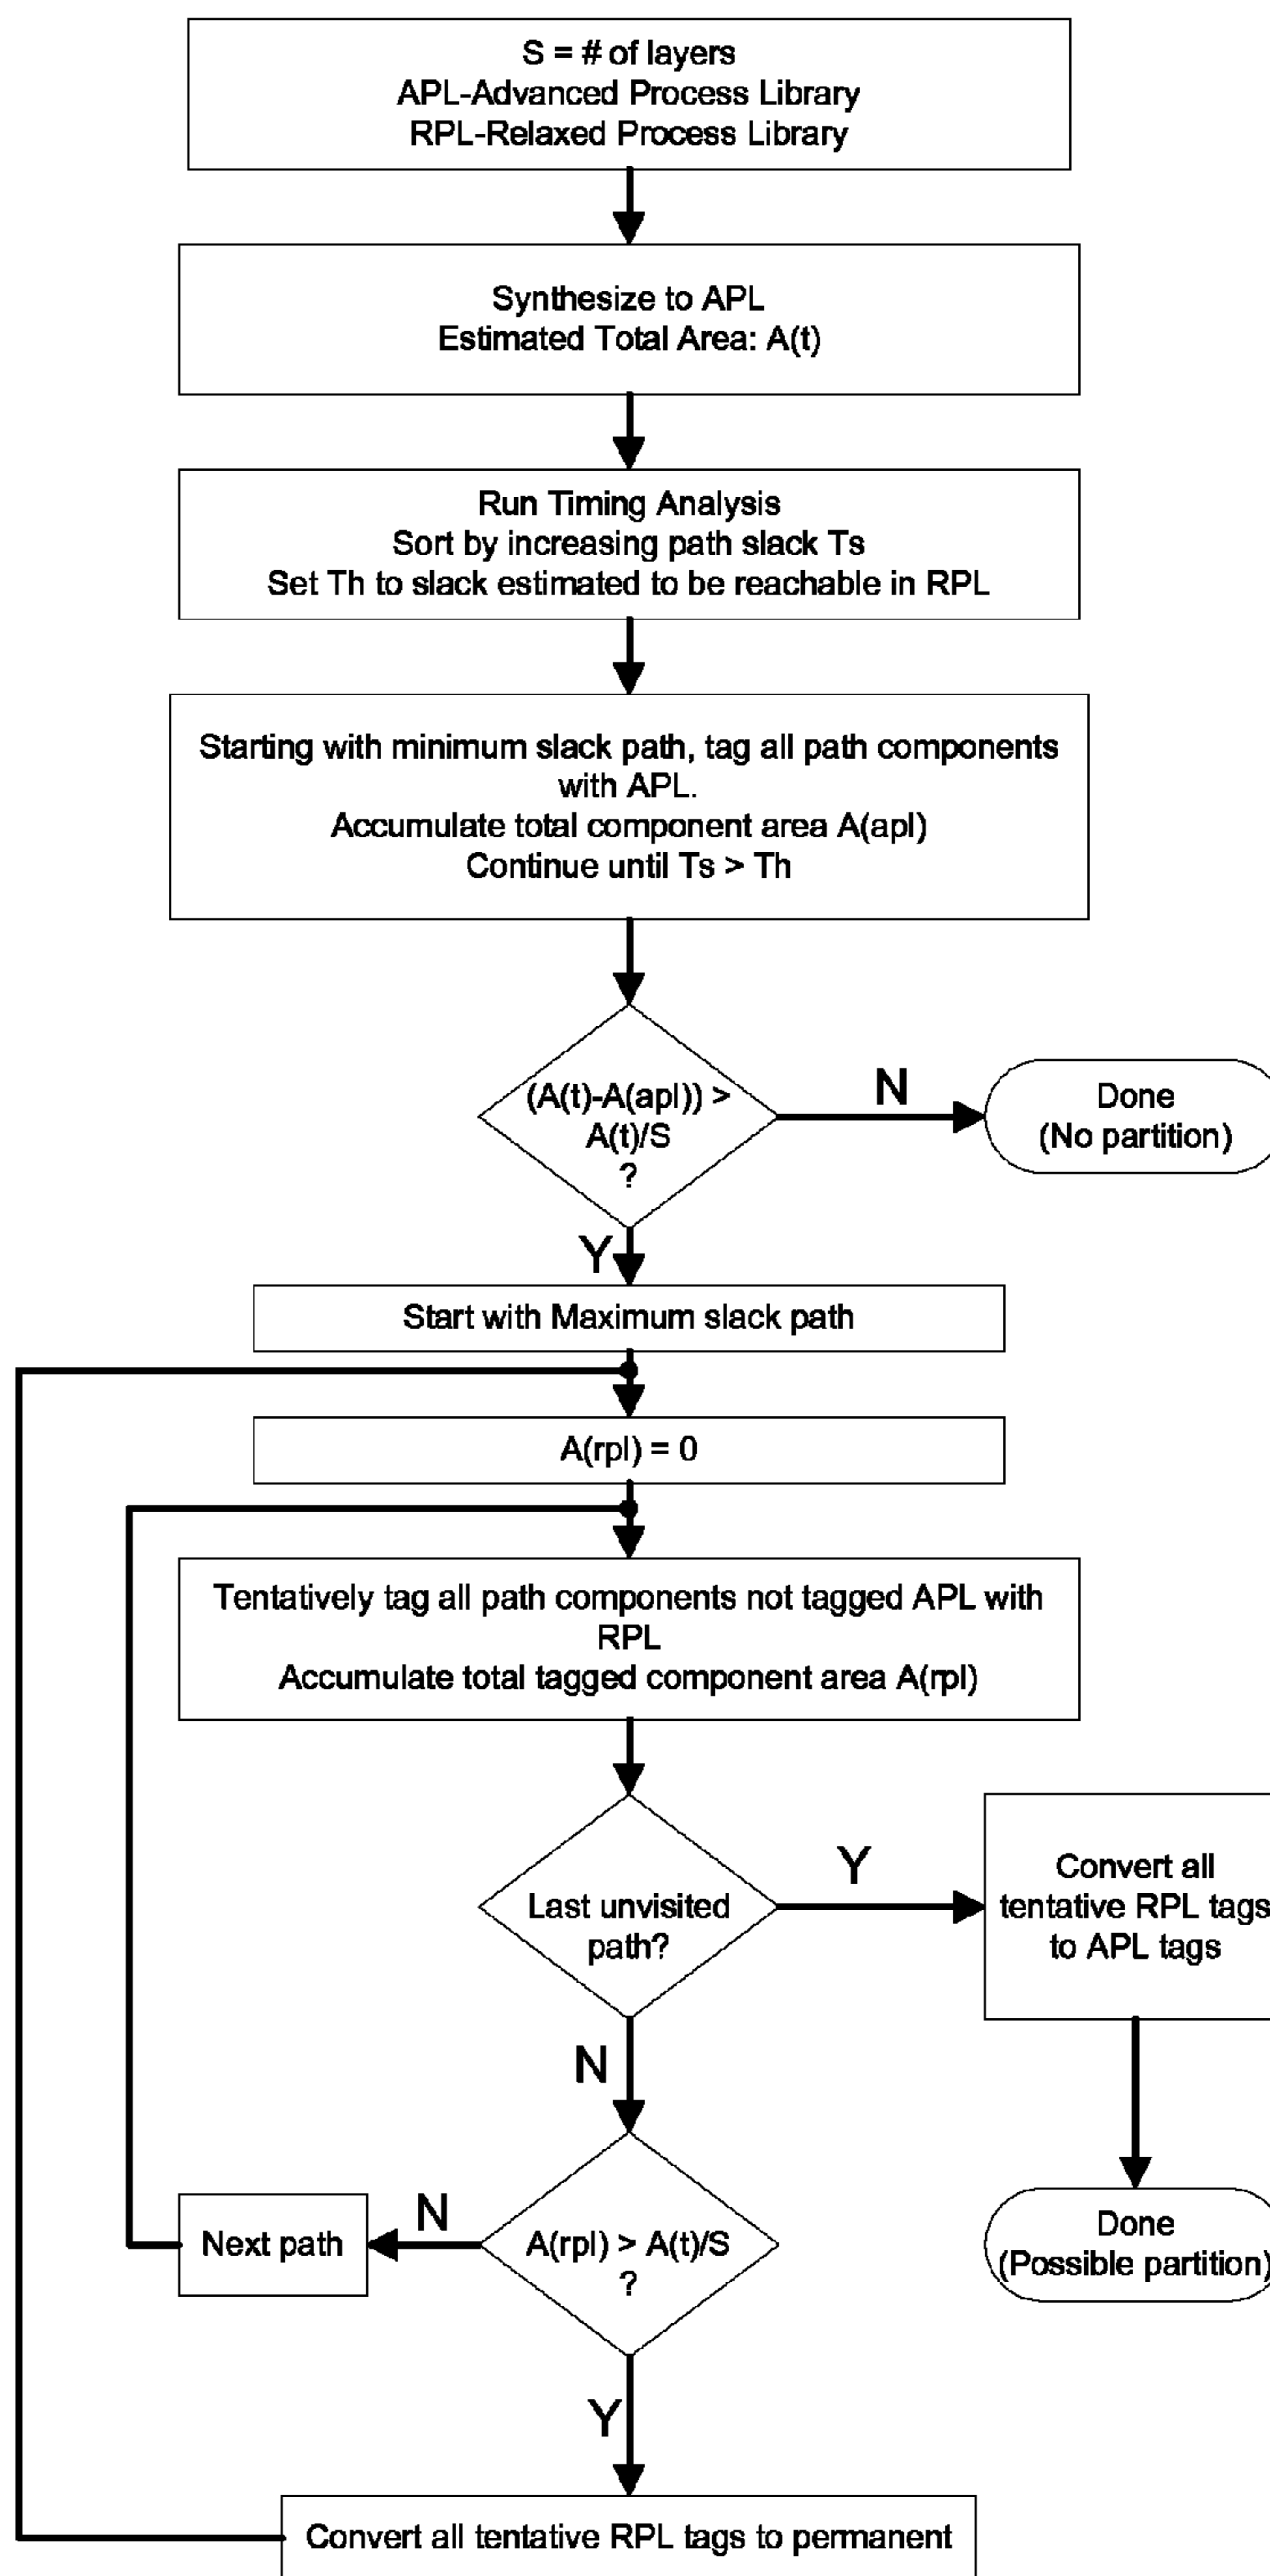 S = # of layers
APL-Advanced Process Library
RPL-Relaxed Process Library
Synthesize to APL
Estimated Total Area: A(t)
Run Timing Analysis
Sort by increasing path slack Ts
Set Th to slack estimated to be reachable in RPL
Starting with minimum slack path, tag all path components
with APL.
Accumulate total component area A(apl)
Continue until Ts > Th
(A(t)-A(apl)) >
A(t)/S
?
N
Done
(No partition)
Y
Start with Maximum slack path
A(rpl) = 0
Tentatively tag all path components not tagged APL with
RPL
Accumulate total tagged component area A(rpl)
Last unvisited
path?
Y
Convert all
tentative RPL tags
to APL tags
N
Done
(Possible partition)
A(rpl) > A(t)/S
?
N
Next path
Y
Convert all tentative RPL tags to permanent